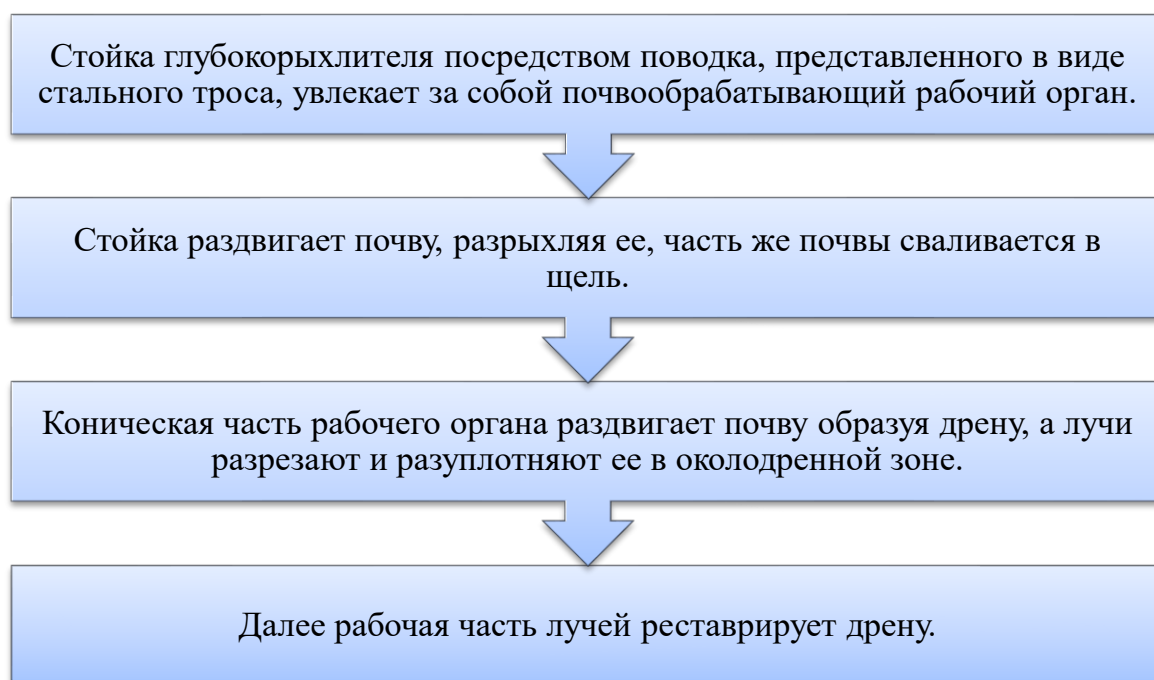 Стойка глубокорыхлителя посредством поводка, представленного в виде
стального троса, увлекает за собой почвообрабатывающий рабочий орган.
Стойка раздвигает почву, разрыхляя ее, часть же почвы сваливается в
щель.
Коническая часть рабочего органа раздвигает почву образуя дрену, а лучи
разрезают и разуплотняют ее в околодренной зоне.
Далее рабочая часть лучей реставрирует дрену.